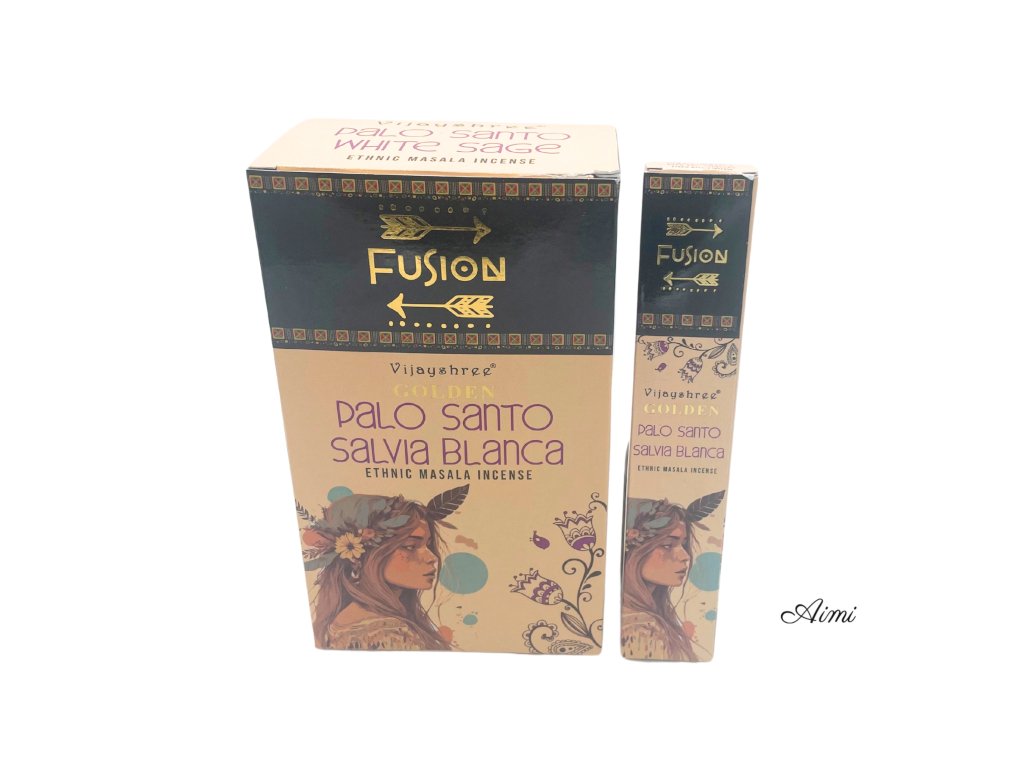 Vijayshree®
PALO SANTO
WHITE SAGE
ETHNIC MASALA INCENSE
FUSION
Vijayshree®
GOLDEN
PALO SANTO
SALVIA BLANCA
ETHNIC MASALA INCENSE
FUSION
Vijayshree®
GOLDEN
PALO SANTO
SALVIA BLANCA
ETHNIC MASALA INCENSE
Aimi